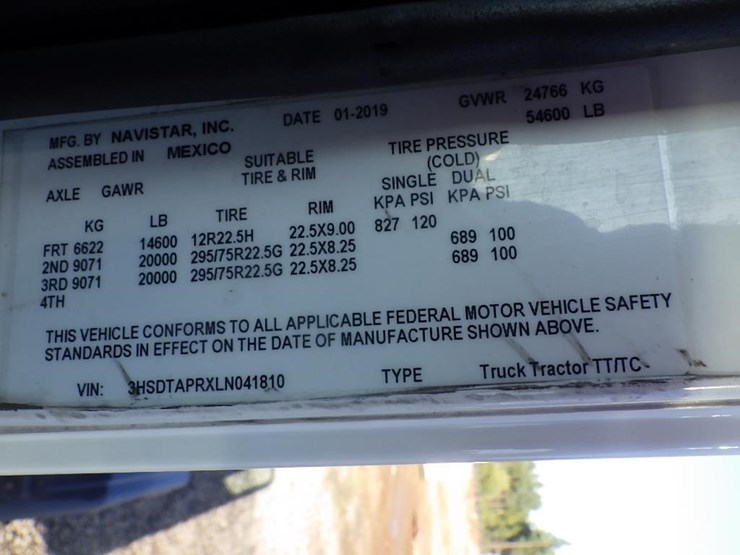 MFG. BY NAVISTAR, INC. DATE 01-2019 GVWR 24766 KG
ASSEMBLED IN MEXICO 54600 LB
SUITABLE TIRE PRESSURE
AXLE GAWR TIRE & RIM (COLD)
SINGLE DUAL
KG LB TIRE RIM KPA PSI KPA PSI
FRT 6622 14600 12R22.5H 22.5X9.00 827 120
2ND 9071 20000 295/75R22.5G 22.5X8.25 689 100
3RD 9071 20000 295/75R22.5G 22.5X8.25 689 100
4TH
THIS VEHICLE CONFORMS TO ALL APPLICABLE FEDERAL MOTOR VEHICLE SAFETY
STANDARDS IN EFFECT ON THE DATE OF MANUFACTURE SHOWN ABOVE.
VIN: 3HSDTAPRXLN041810 TYPE Truck Tractor TT/TC